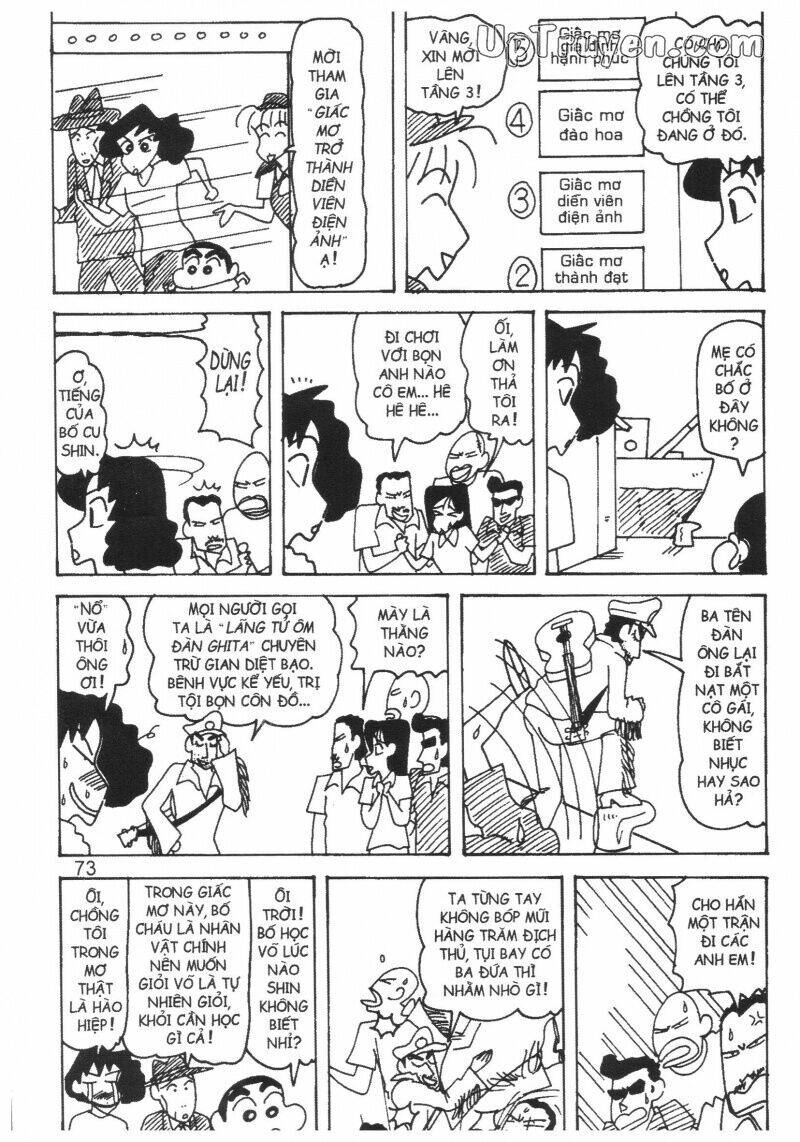 UpTruyen.com
CÓ, CHO
CHÚNG TÔI
LÊN TẦNG 3,
CÓ THỂ
CHỒNG TÔI
ĐANG Ở ĐÓ.
Giấc mơ
gia đình
hạnh phúc
④
Giấc mơ
đào hoa
③
Giấc mơ
diến viên
điện ảnh
②
Giấc mơ
thành đạt
VÂNG,
XIN MỜI
LÊN
TẦNG 3!
MỜI
THAM
GIA
"GIẤC
MƠ
TRỞ
THÀNH
DIẾN
VIÊN
ĐIỆN
ẢNH"
Ạ!
MẸ CÓ
CHẮC
BỐ Ở
ĐÂY
KHÔNG
?
ỐI,
LÀM
ƠN
THẢ
TÔI
RA!
ĐI CHƠI
VỚI BỌN
ANH NÀO
CÔ EM... HÊ
HÊ HÊ...
DỪNG
LẠI!
Ơ,
TIẾNG
CỦA
BỐ CU
SHIN.
BA TÊN
ĐÀN
ÔNG LẠI
ĐI BẮT
NẠT MỘT
CÔ GÁI,
KHÔNG
BIẾT
NHỤC
HAY SAO
HẢ?
MÀY LÀ
THẰNG
NÀO?
MỌI NGƯỜI GỌI
TA LÀ "LÃNG TỬ ÔM
ĐÀN GHITA" CHUYÊN
TRỪ GIAN DIỆT BẠO.
BÊNH VỰC KẺ YẾU, TRỊ
TỘI BỌN CÔN ĐỒ...
"NỔ"
VỪA
THÔI
ÔNG
ƠI!
73
CHO HẮN
MỘT TRẬN
ĐI CÁC
ANH EM!
TA TỪNG TAY
KHÔNG BÓP MŨI
HÀNG TRĂM ĐỊCH
THỦ, TỤI BAY CÓ
BA ĐỨA THÌ
NHẰM NHÒ GÌ!
ÔI
TRỜI!
BỐ HỌC
VÕ LÚC
NÀO
SHIN
KHÔNG
BIẾT
NHỈ?
TRONG GIẤC
MƠ NÀY, BỐ
CHÁU LÀ NHÂN
VẬT CHÍNH
NÊN MUỐN
GIỎI VÕ LÀ TỰ
NHIÊN GIỎI,
KHỎI CẦN HỌC
GÌ CẢ!
ÔI,
CHỒNG
TÔI
TRONG
MƠ
THẬT
LÀ HÀO
HIỆP!